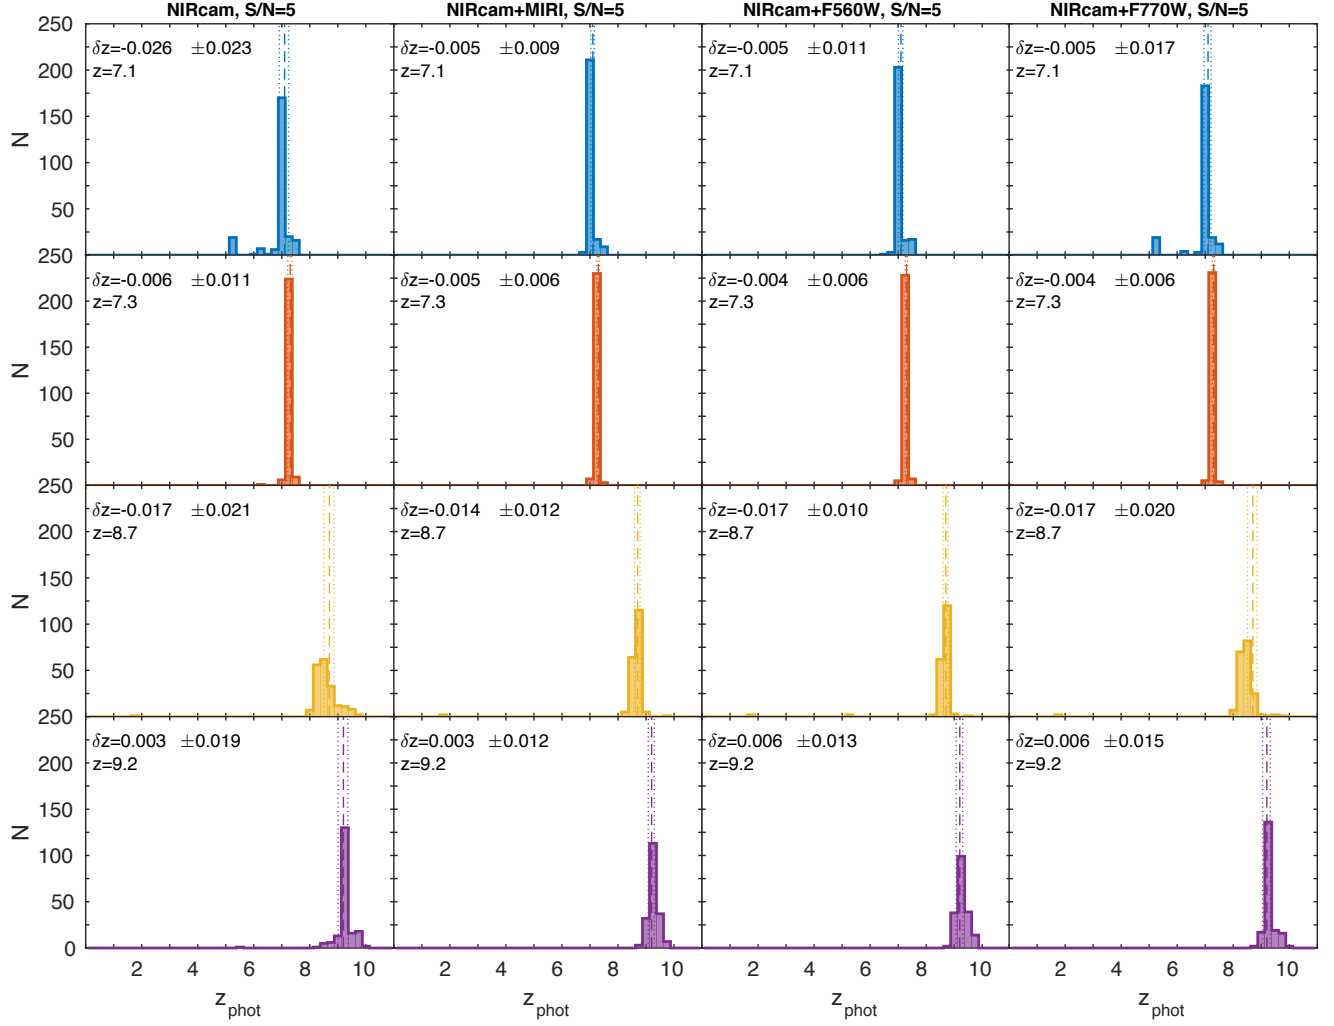 NIRcam, S/N=5
NIRcam+MIRI, S/N=5
NIRcam+F560W, S/N=5
NIRcam+F770W, S/N=5
250
200
150
100
50
N
δz=-0.026 ±0.023
z=7.1
δz=-0.005 ±0.009
z=7.1
δz=-0.005 ±0.011
z=7.1
δz=-0.005 ±0.017
z=7.1
250
200
150
100
50
N
δz=-0.006 ±0.011
z=7.3
δz=-0.005 ±0.006
z=7.3
δz=-0.004 ±0.006
z=7.3
δz=-0.004 ±0.006
z=7.3
250
200
150
100
50
N
δz=-0.017 ±0.021
z=8.7
δz=-0.014 ±0.012
z=8.7
δz=-0.017 ±0.010
z=8.7
δz=-0.017 ±0.020
z=8.7
250
200
150
100
50
0
N
δz=0.003 ±0.019
z=9.2
δz=0.003 ±0.012
z=9.2
δz=0.006 ±0.013
z=9.2
δz=0.006 ±0.015
z=9.2
2 4 6 8 10
2 4 6 8 10
2 4 6 8 10
2 4 6 8 10
z_phot
z_phot
z_phot
z_phot